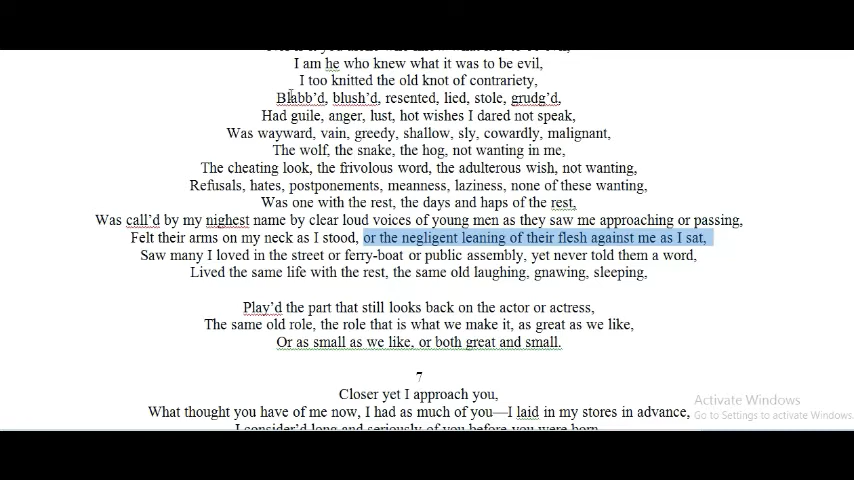 I am he who knew what it was to be evil,
I too knitted the old knot of contrariety,
Blabb'd, blush'd, resented, lied, stole, grudg'd,
Had guile, anger, lust, hot wishes I dared not speak,
Was wayward, vain, greedy, shallow, sly, cowardly, malignant,
The wolf, the snake, the hog, not wanting in me,
The cheating look, the frivolous word, the adulterous wish, not wanting,
Refusals, hates, postponements, meanness, laziness, none of these wanting,
Was one with the rest, the days and haps of the rest,
Was call'd by my nighest name by clear loud voices of young men as they saw me approaching or passing,
Felt their arms on my neck as I stood, or the negligent leaning of their flesh against me as I sat,
Saw many I loved in the street or ferry-boat or public assembly, yet never told them a word,
Lived the same life with the rest, the same old laughing, gnawing, sleeping,
Play'd the part that still looks back on the actor or actress,
The same old role, the role that is what we make it, as great as we like,
Or as small as we like, or both great and small.
7
Closer yet I approach you,
What thought you have of me now, I had as much of you—I laid in my stores in advance,
I consider'd long and seriously of you before you were born.
Activate Windows
Go to Settings to activate Windows.